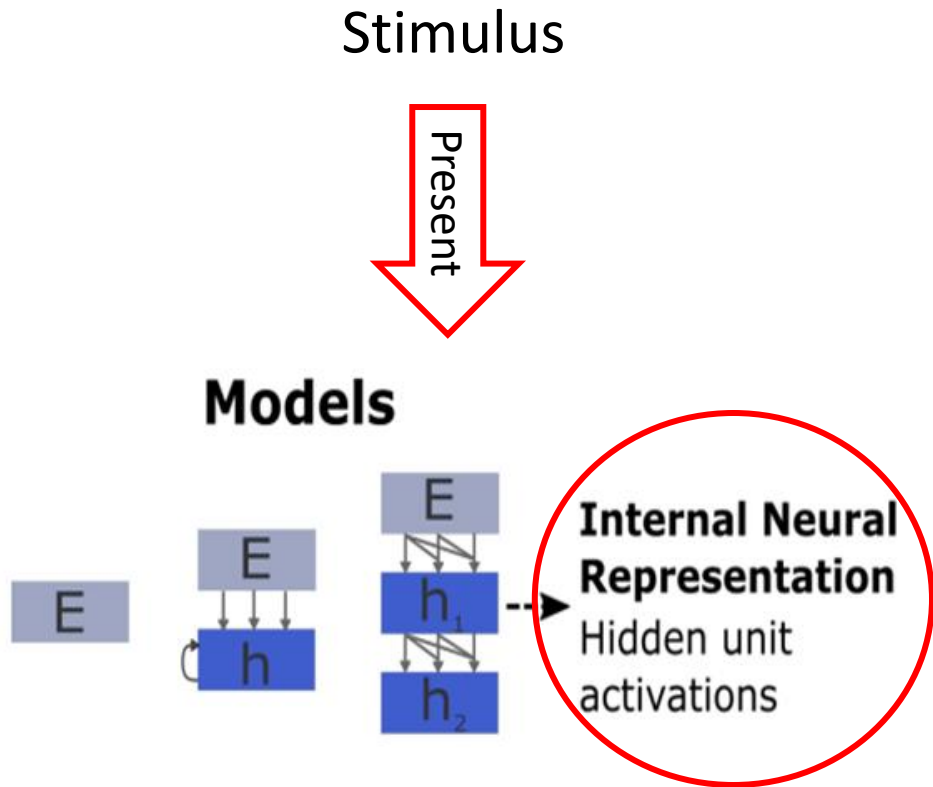 Stimulus
Present
Models
E
E
h
E
h₁
h₂
Internal Neural
Representation
Hidden unit
activations